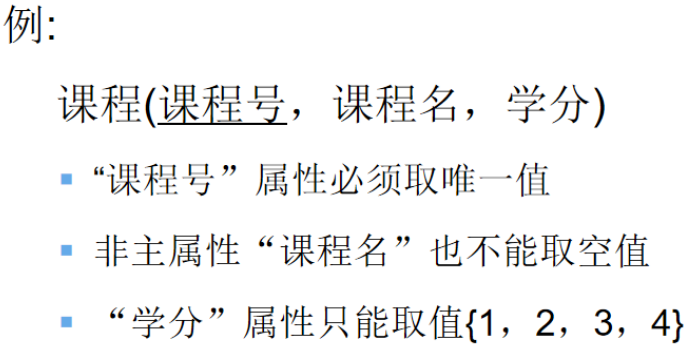 例:
课程(课程号，课程名，学分)
▪ “课程号”属性必须取唯一值
▪ 非主属性“课程名”也不能取空值
▪ “学分”属性只能取值{1，2，3，4}